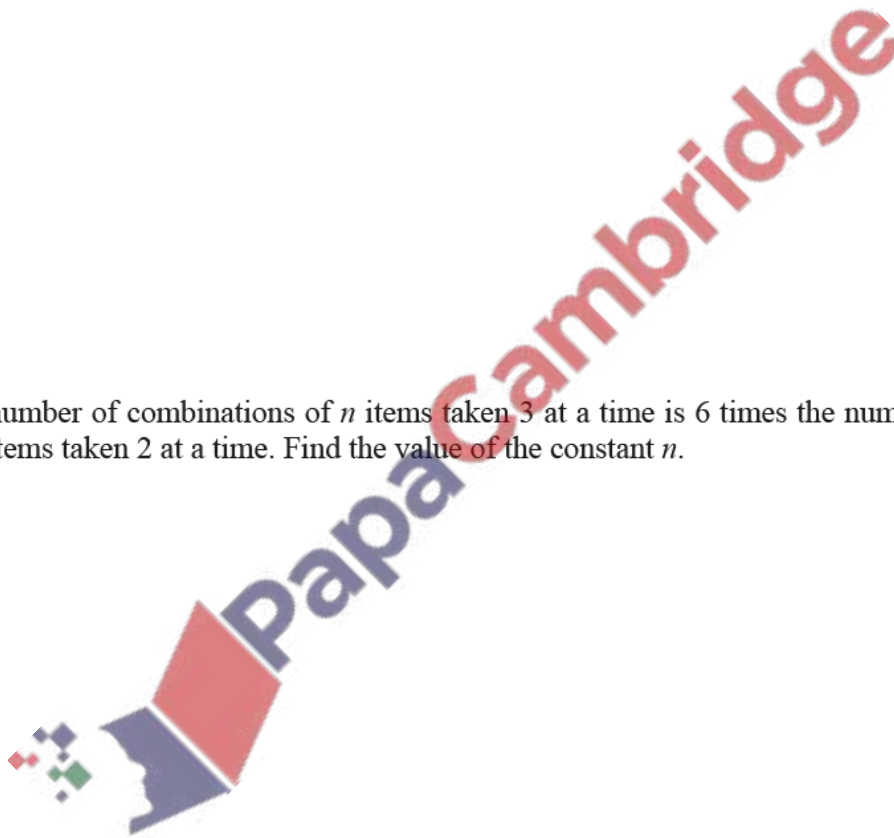 umber of combinations of n items taken 3 at a time is 6 times the num
tems taken 2 at a time. Find the value of the constant n.
PapaCambridge